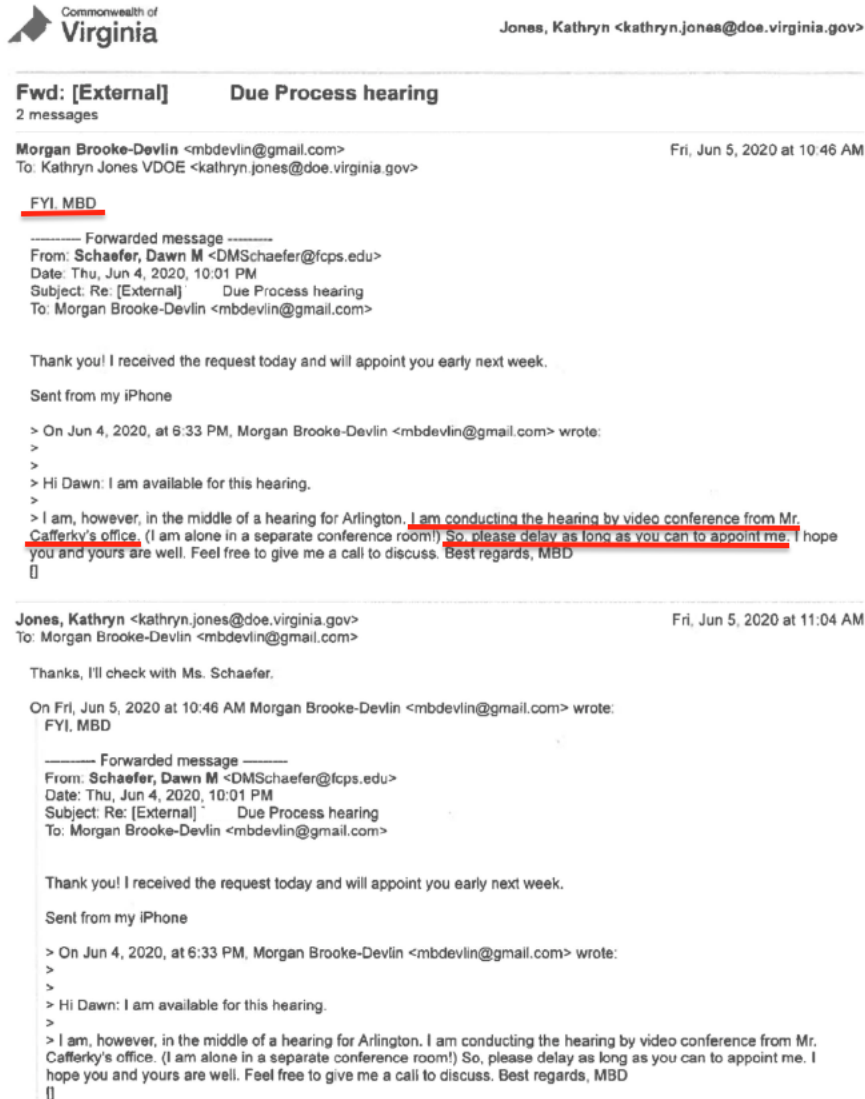 Commonwealth of
Virginia
Jones, Kathryn <kathryn.jones@doe.virginia.gov>
Fwd: [External] Due Process hearing
2 messages
Morgan Brooke-Devlin <mbdevlin@gmail.com> Fri, Jun 5, 2020 at 10:46 AM
To: Kathryn Jones VDOE <kathryn.jones@doe.virginia.gov>
FYI. MBD
---------- Forwarded message ---------
From: Schaefer, Dawn M <DMSchaefer@fcps.edu>
Date: Thu, Jun 4, 2020, 10:01 PM
Subject: Re: [External] Due Process hearing
To: Morgan Brooke-Devlin <mbdevlin@gmail.com>
Thank you! I received the request today and will appoint you early next week.
Sent from my iPhone
> On Jun 4, 2020, at 6:33 PM, Morgan Brooke-Devlin <mbdevlin@gmail.com> wrote:
>
>
> Hi Dawn: I am available for this hearing.
>
> I am, however, in the middle of a hearing for Arlington. I am conducting the hearing by video conference from Mr.
Cafferky's office. (I am alone in a separate conference room!) So, please delay as long as you can to appoint me. I hope
you and yours are well. Feel free to give me a call to discuss. Best regards, MBD
[]
Jones, Kathryn <kathryn.jones@doe.virginia.gov> Fri, Jun 5, 2020 at 11:04 AM
To: Morgan Brooke-Devlin <mbdevlin@gmail.com>
Thanks, I'll check with Ms. Schaefer.
On Fri, Jun 5, 2020 at 10:46 AM Morgan Brooke-Devlin <mbdevlin@gmail.com> wrote:
FYI. MBD
---------- Forwarded message ---------
From: Schaefer, Dawn M <DMSchaefer@fcps.edu>
Date: Thu, Jun 4, 2020, 10:01 PM
Subject: Re: [External] Due Process hearing
To: Morgan Brooke-Devlin <mbdevlin@gmail.com>
Thank you! I received the request today and will appoint you early next week.
Sent from my iPhone
> On Jun 4, 2020, at 6:33 PM, Morgan Brooke-Devlin <mbdevlin@gmail.com> wrote:
>
>
> Hi Dawn: I am available for this hearing.
>
> I am, however, in the middle of a hearing for Arlington. I am conducting the hearing by video conference from Mr.
Cafferky's office. (I am alone in a separate conference room!) So, please delay as long as you can to appoint me. I
hope you and yours are well. Feel free to give me a call to discuss. Best regards, MBD
[]